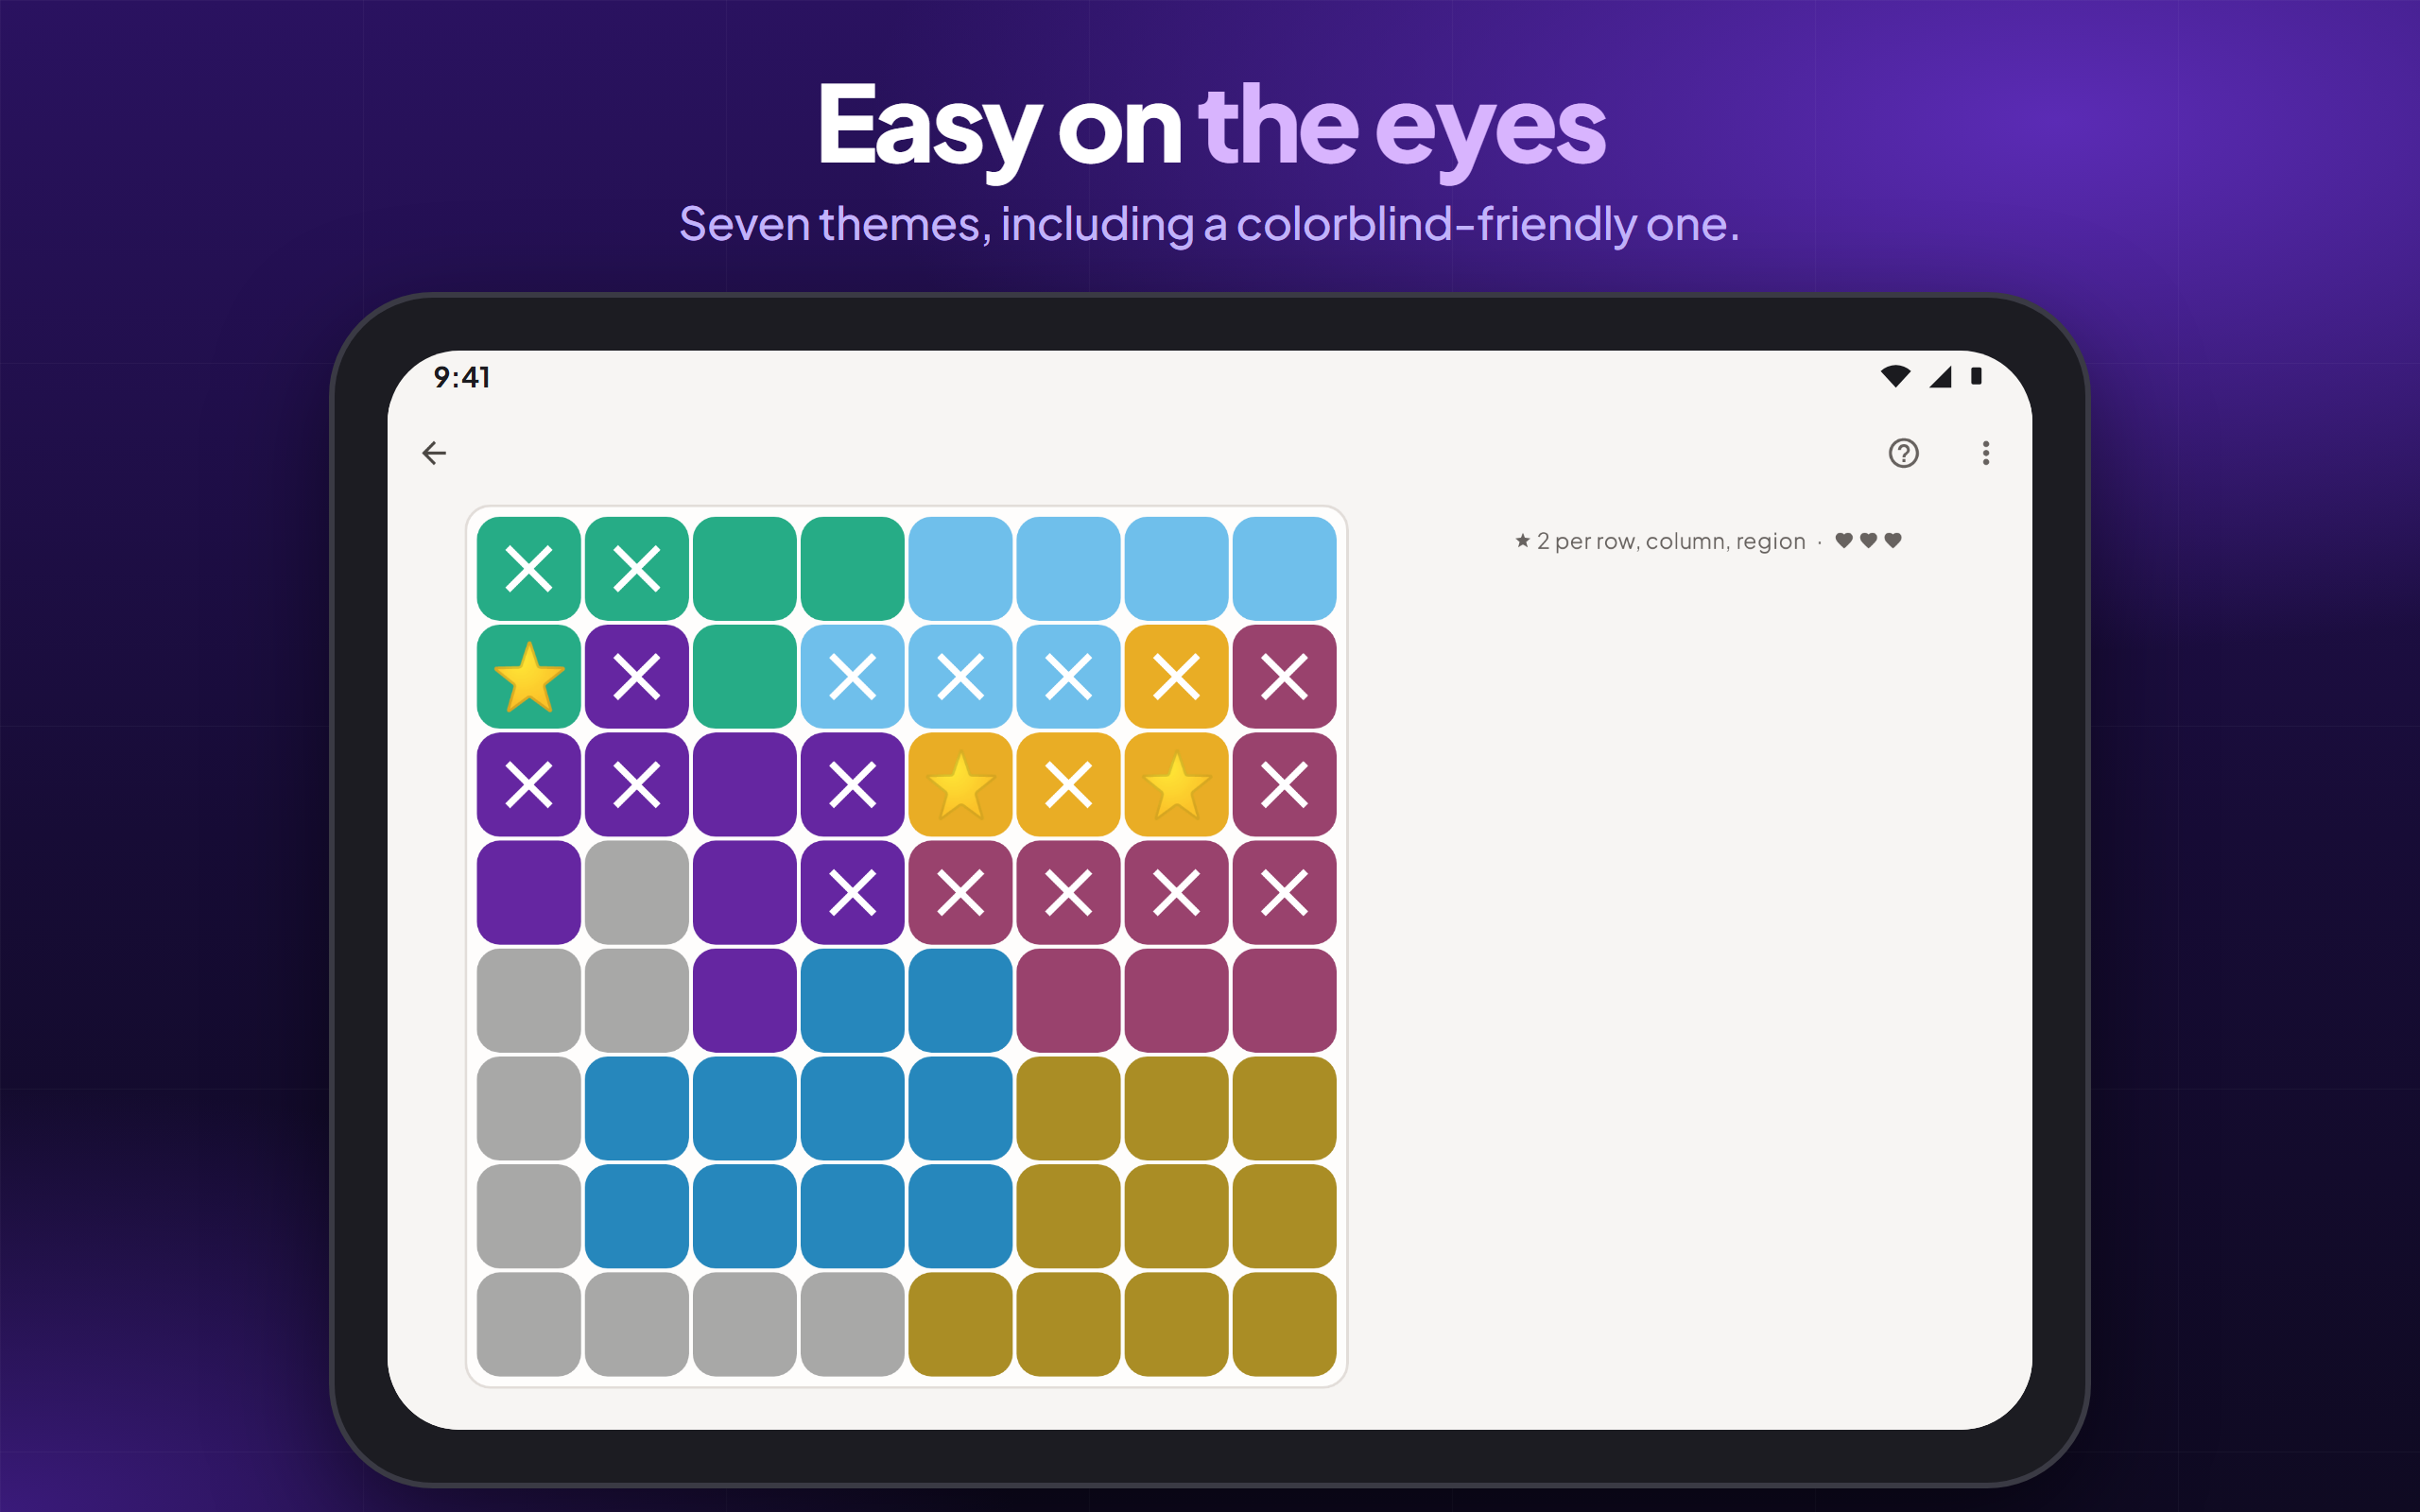 Easy on the eyes
Seven themes, including a colorblind-friendly one.
9:41
★ 2 per row, column, region · ♥♥♥